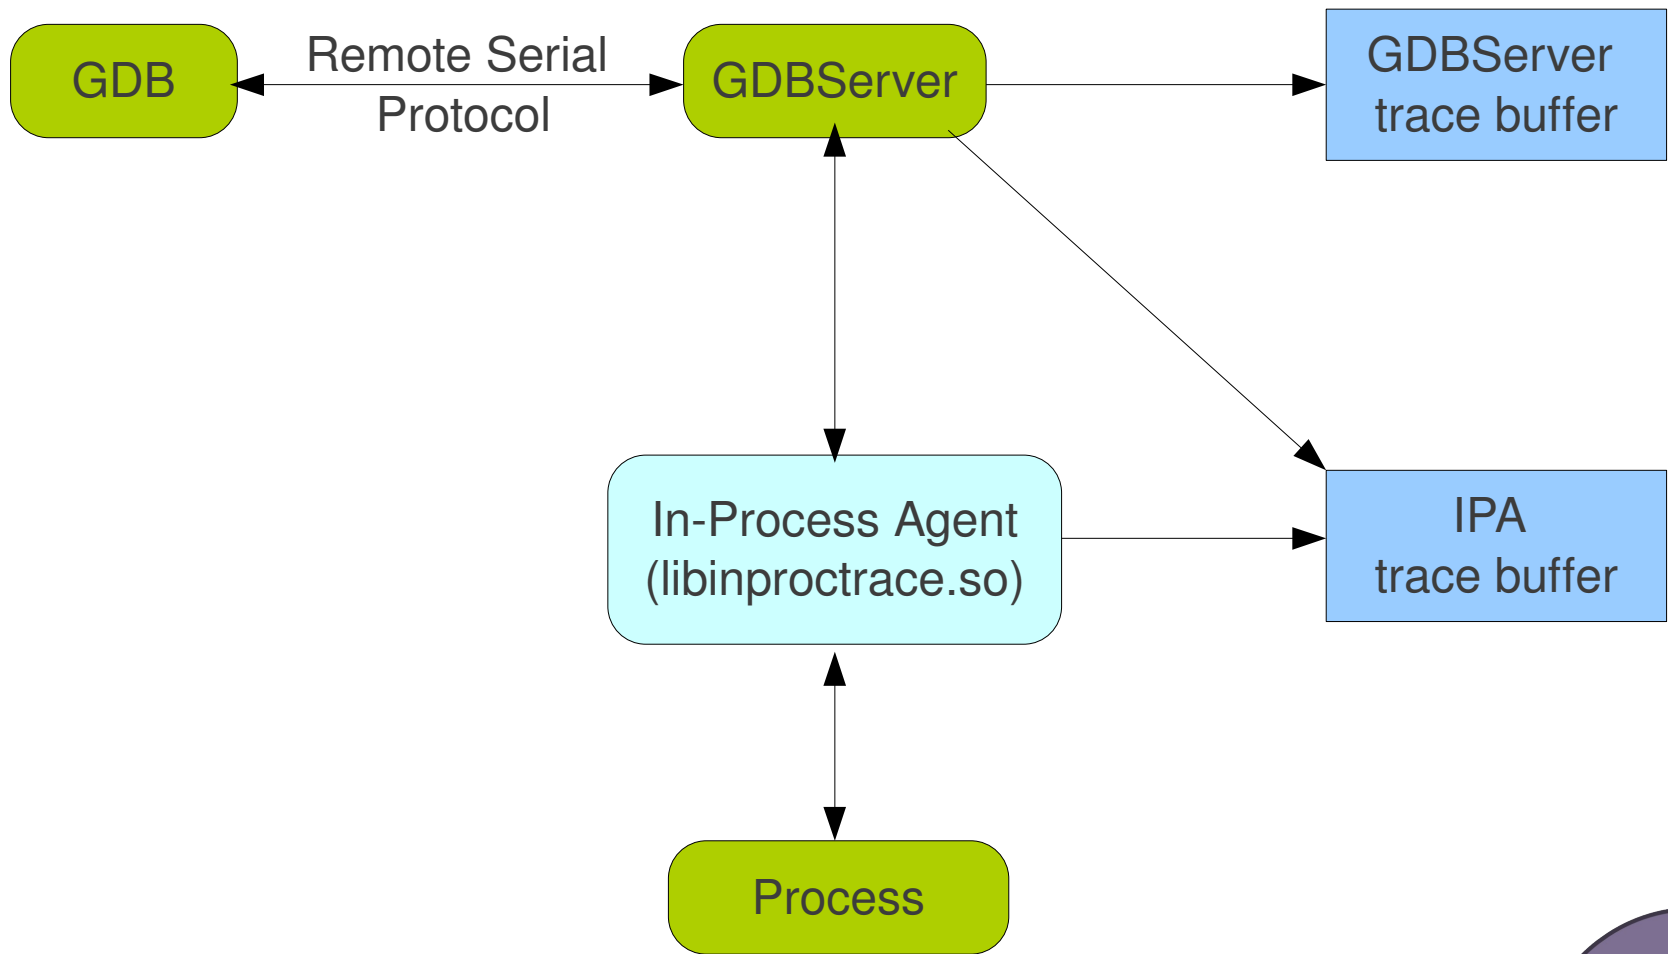 GDB
Remote Serial
Protocol
GDBServer
GDBServer
trace buffer
In-Process Agent
(libinproctrace.so)
IPA
trace buffer
Process